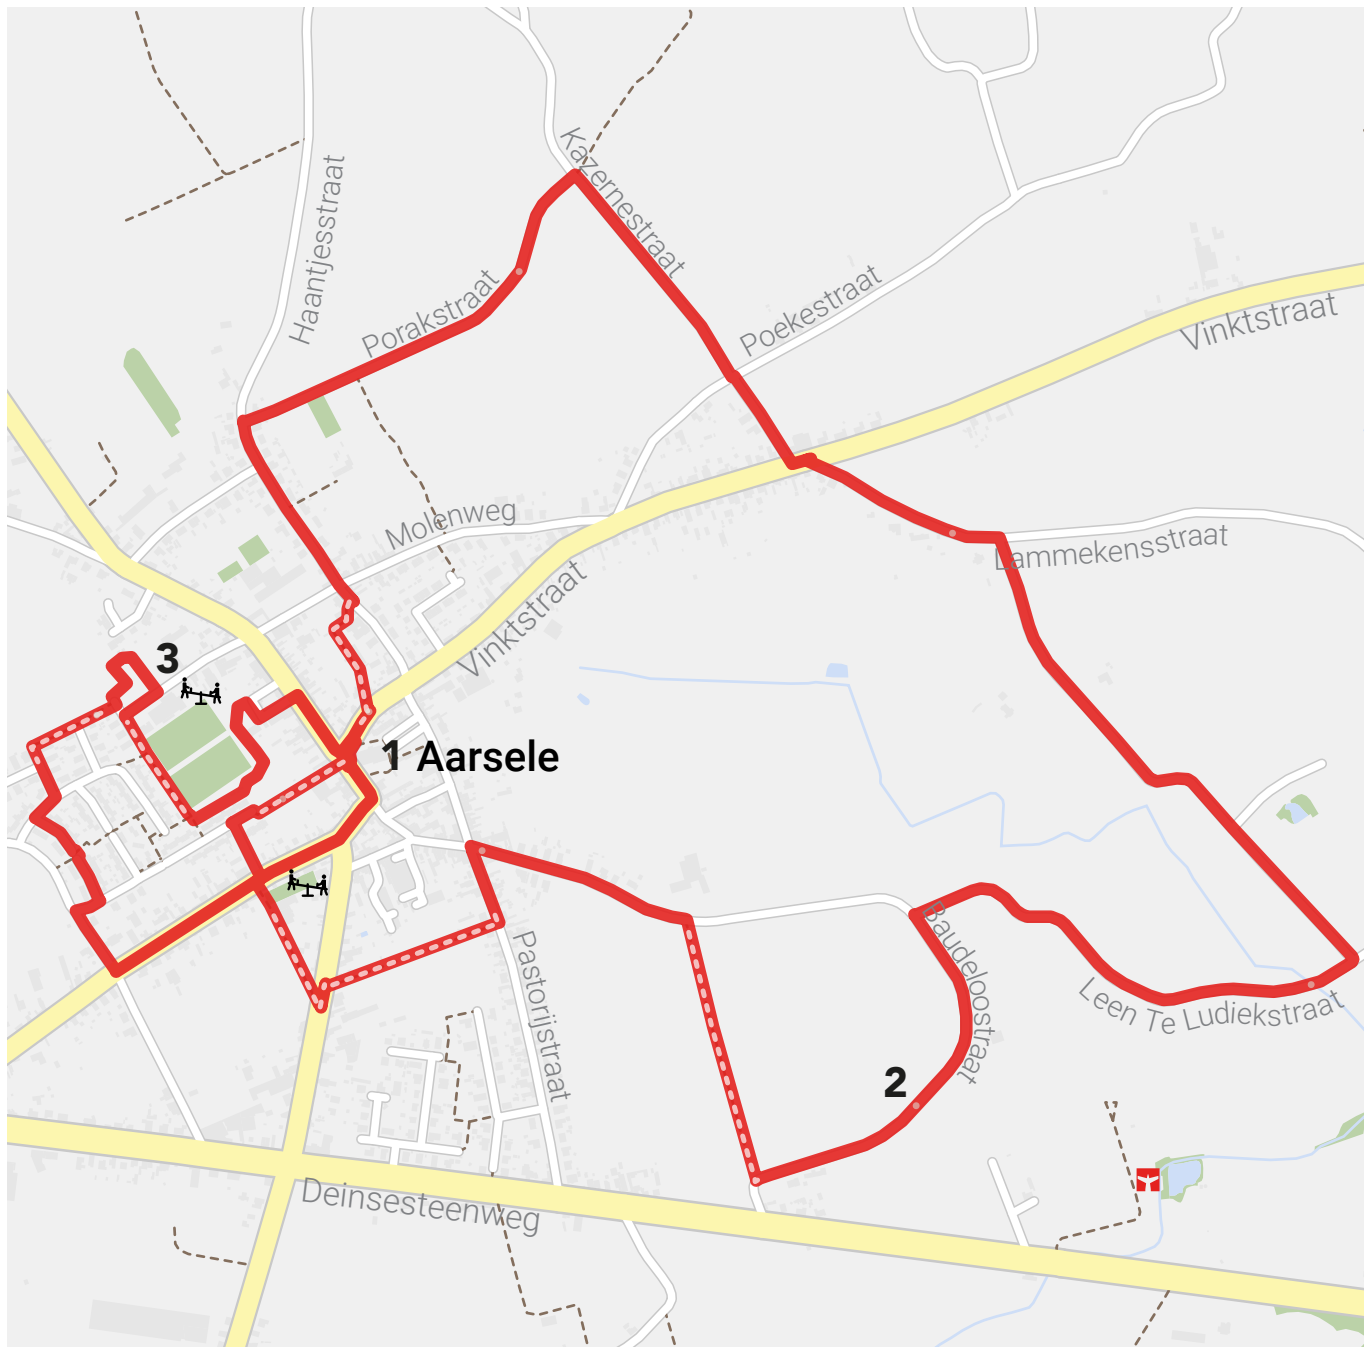 Kazernestraat
Haantjesstraat
Porakstraat
Poekestraat
Vinktstraat
Molenweg
Lammekensstraat
Vinktstraat
3
1 Aarsele
Baudeloostraat
Pastorijstraat
Leen Te Ludiekstraat
2
Deinsesteenweg